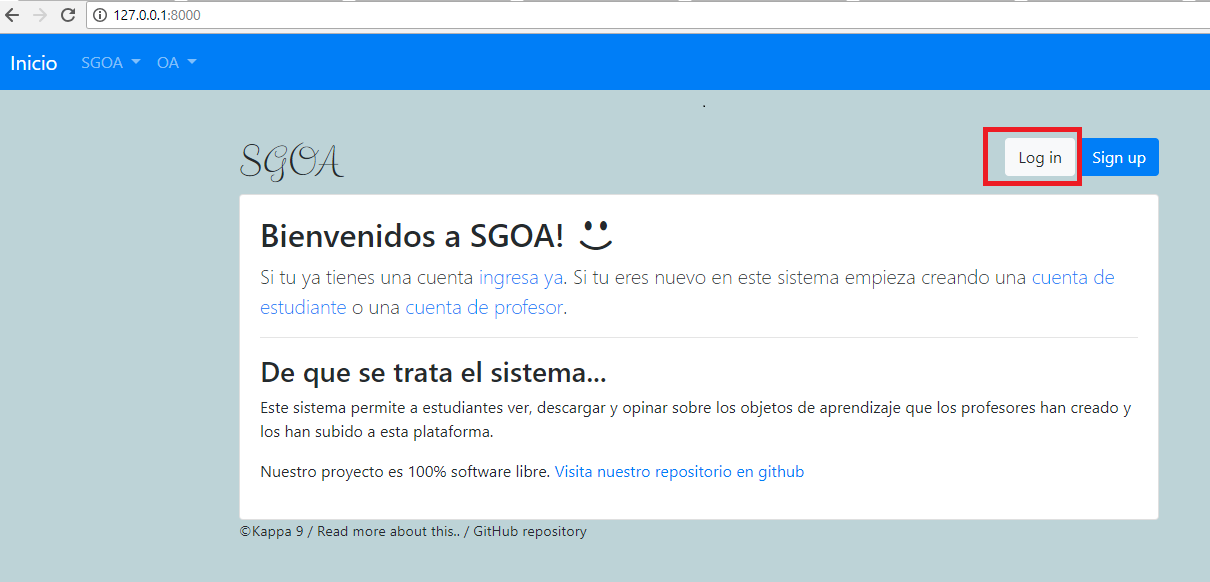 127.0.0.1:8000
Inicio SGOA OA
SGOA
Log in Sign up
Bienvenidos a SGOA!
Si tu ya tienes una cuenta ingresa ya. Si tu eres nuevo en este sistema empieza creando una cuenta de
estudiante o una cuenta de profesor.
De que se trata el sistema...
Este sistema permite a estudiantes ver, descargar y opinar sobre los objetos de aprendizaje que los profesores han creado y
los han subido a esta plataforma.
Nuestro proyecto es 100% software libre. Visita nuestro repositorio en github
©Kappa 9 / Read more about this.. / GitHub repository